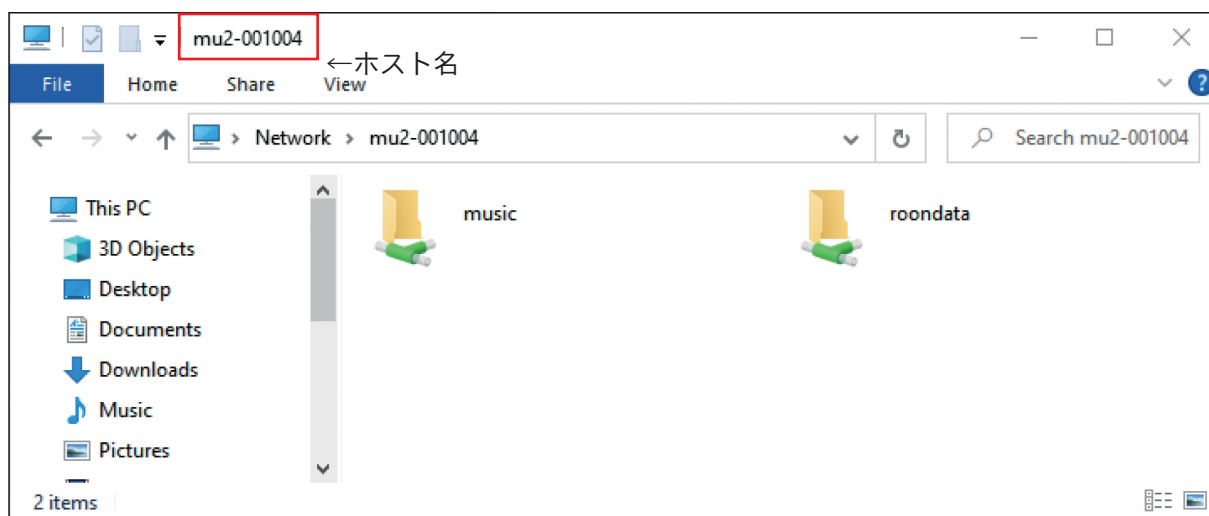 mu2-001004
←ホスト名
File Home Share View
?
Network mu2-001004
Search mu2-001004
This PC
3D Objects
Desktop
Documents
Downloads
Music
Pictures
music
roondata
2 items